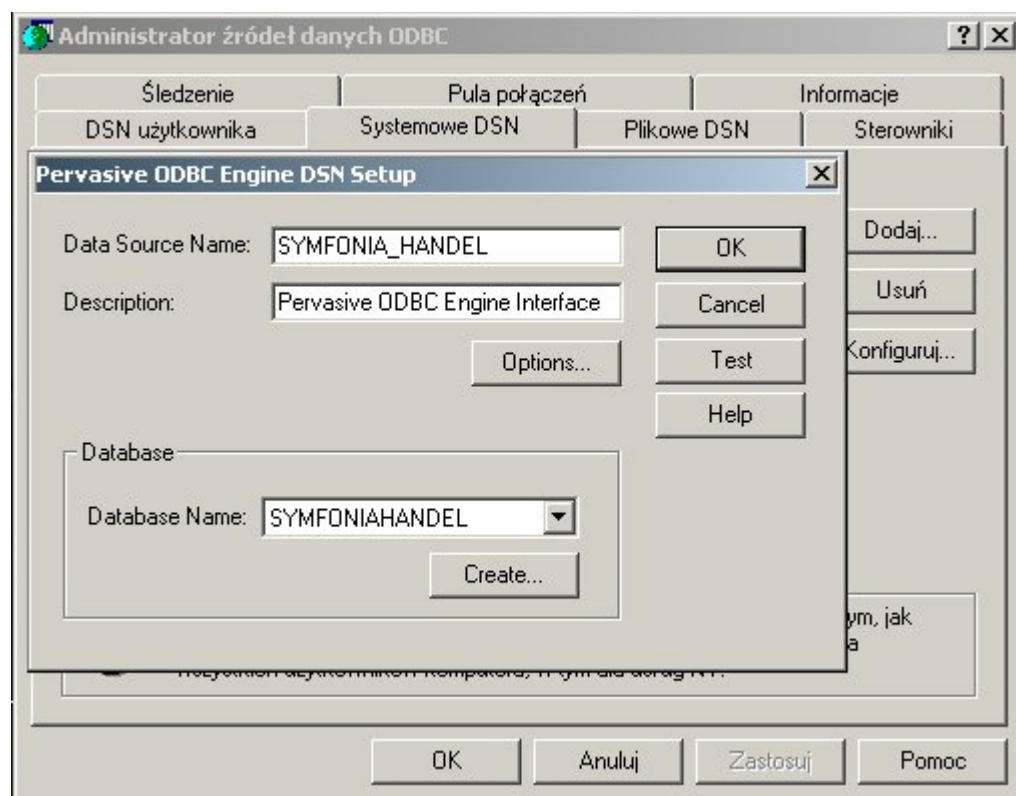 Administrator źródeł danych ODBC
Śledzenie
Pula połączeń
Informacje
DSN użytkownika
Systemowe DSN
Plikowe DSN
Sterowniki
Pervasive ODBC Engine DSN Setup
Data Source Name:
SYMFONIA_HANDEL
OK
Dodaj...
Description:
Pervasive ODBC Engine Interface
Cancel
Usuń
Options...
Test
Konfiguruj...
Help
Database
Database Name:
SYMFONIAHANDEL
Create...
ym, jak
a
OK
Anuluj
Zastosuj
Pomoc